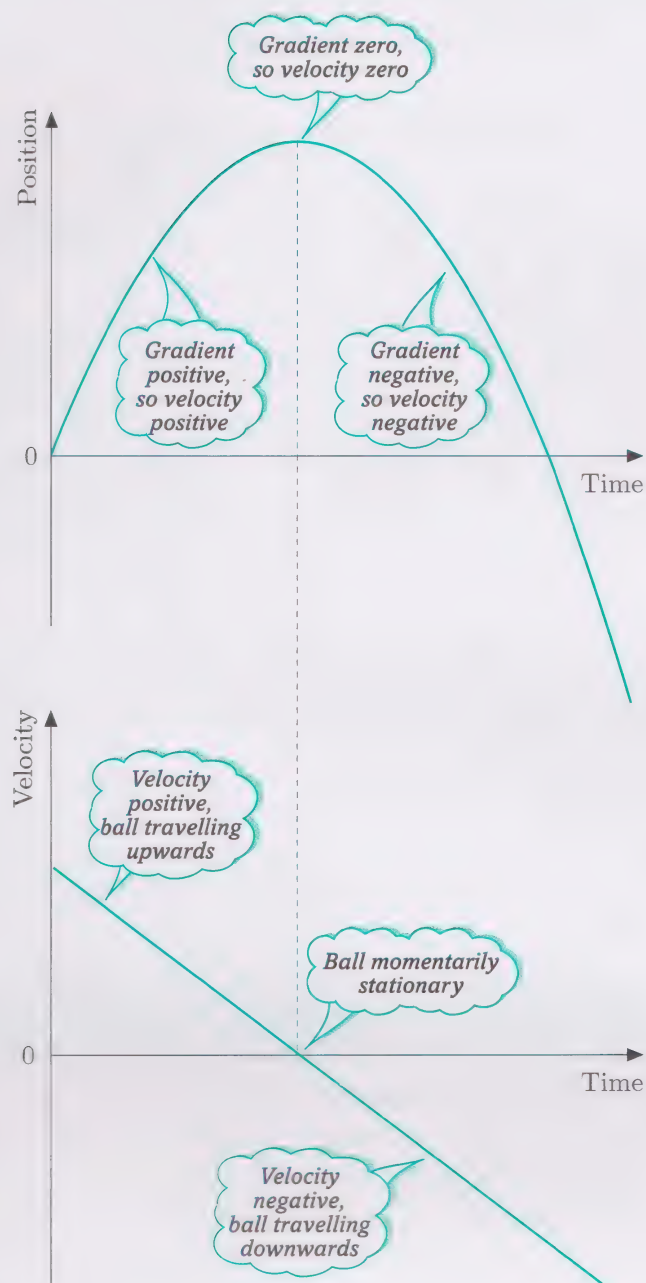 Gradient zero,
so velocity zero
Position
Gradient
positive,
so velocity
positive
Gradient
negative,
so velocity
negative
0
Time
Velocity
Velocity
positive,
ball travelling
upwards
Ball momentarily
stationary
0
Time
Velocity
negative,
ball travelling
downwards